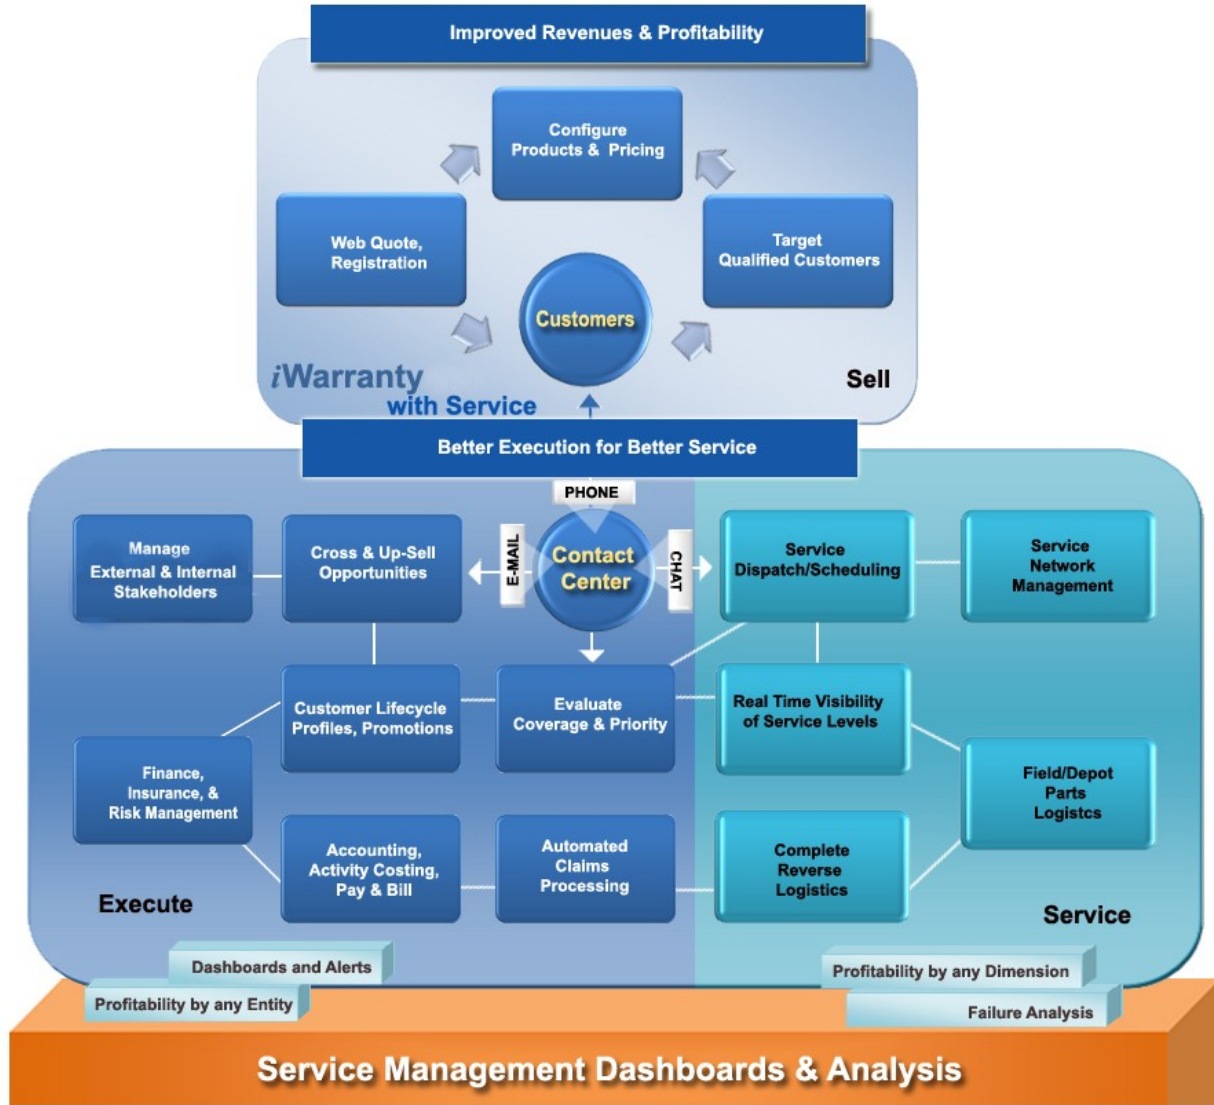 Improved Revenues & Profitability
Configure
Products & Pricing
Web Quote,
Registration
Target
Qualified Customers
Customers
iWarranty
with Service
Sell
Better Execution for Better Service
PHONE
E-MAIL
Contact
Center
CHAT
Manage
External & Internal
Stakeholders
Cross & Up-Sell
Opportunities
Service
Dispatch/Scheduling
Service
Network
Management
Customer Lifecycle
Profiles, Promotions
Evaluate
Coverage & Priority
Real Time Visibility
of Service Levels
Finance,
Insurance, &
Risk Management
Field/Depot
Parts
Logistcs
Accounting,
Activity Costing,
Pay & Bill
Automated
Claims
Processing
Complete
Reverse
Logistics
Execute
Service
Dashboards and Alerts
Profitability by any Entity
Profitability by any Dimension
Failure Analysis
Service Management Dashboards & Analysis